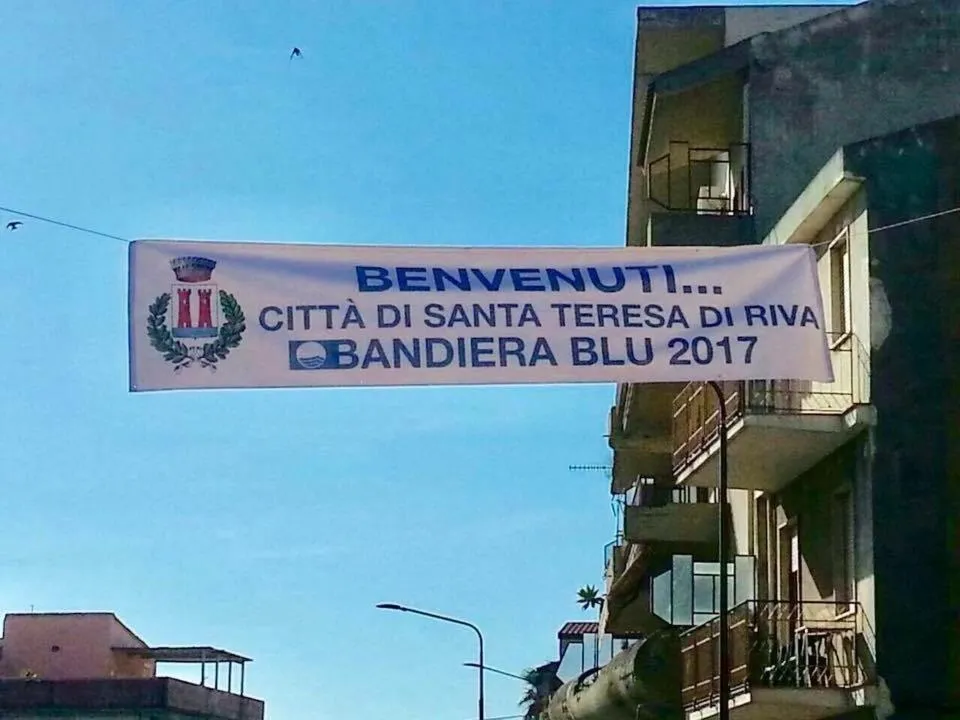 BENVENUTI...
CITTÀ DI SANTA TERESA DI RIVA
BANDIERA BLU 2017